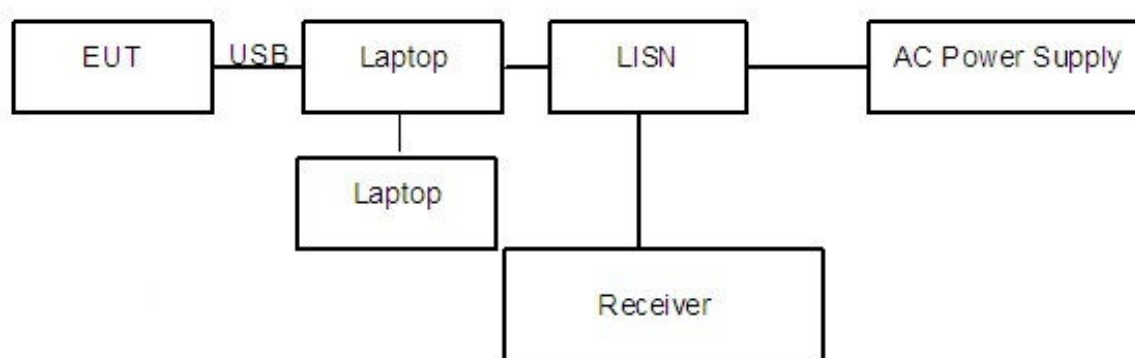 EUT
USB
Laptop
LISN
AC Power Supply
Laptop
Receiver